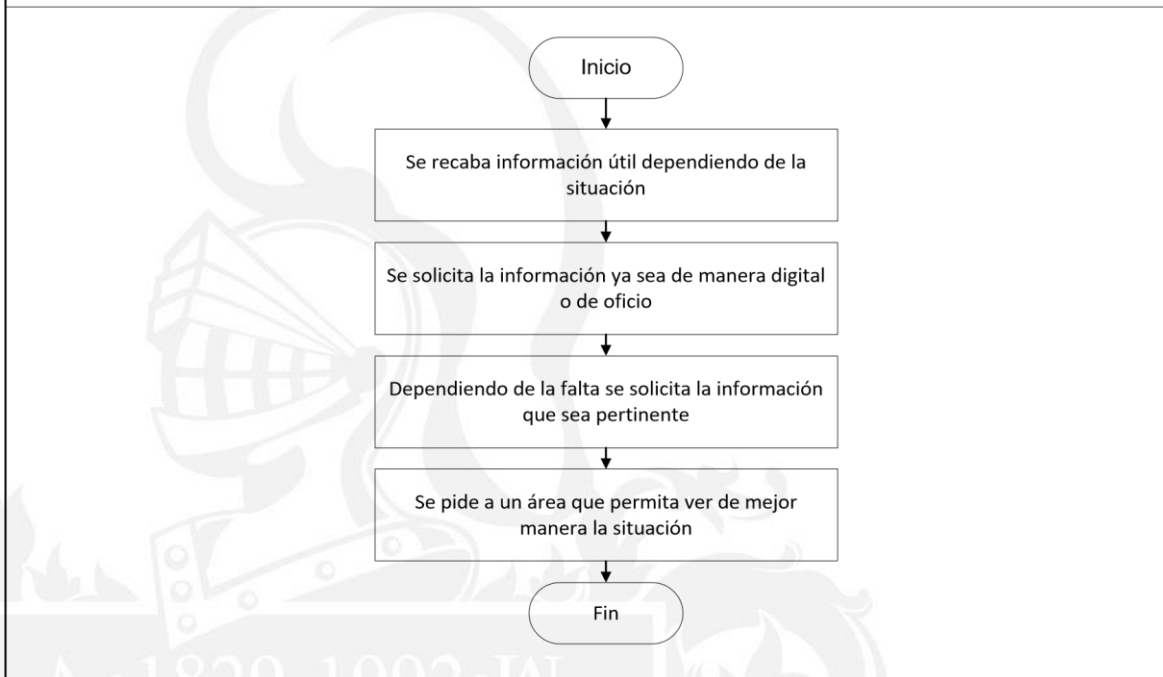 Inicio
Se recaba información útil dependiendo de la
situación
Se solicita la información ya sea de manera digital
o de oficio
Dependiendo de la falta se solicita la información
que sea pertinente
Se pide a un área que permita ver de mejor
manera la situación
Fin
1829-1992